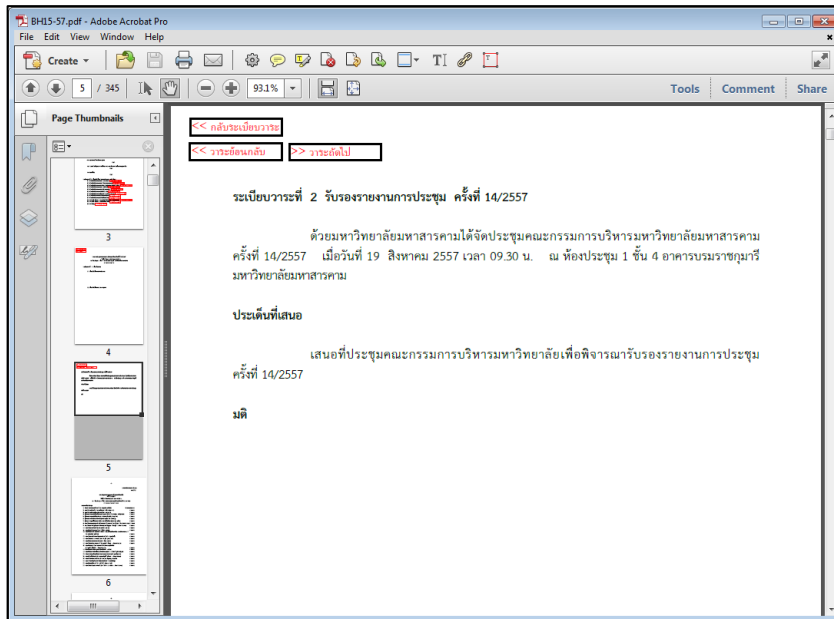 BH15-57.pdf - Adobe Acrobat Pro
File Edit View Window Help
Create
5 / 345
93.1%
Tools Comment Share
Page Thumbnails
3
4
5
6
<< กลับระเบียบวาระ
<< วาระย้อนกลับ >> วาระถัดไป
ระเบียบวาระที่ 2 รับรองรายงานการประชุม ครั้งที่ 14/2557
ด้วยมหาวิทยาลัยมหาสารคามได้จัดประชุมคณะกรรมการบริหารมหาวิทยาลัยมหาสารคาม
ครั้งที่ 14/2557 เมื่อวันที่ 19 สิงหาคม 2557 เวลา 09.30 น. ณ ห้องประชุม 1 ชั้น 4 อาคารบรมราชกุมารี
มหาวิทยาลัยมหาสารคาม
ประเด็นที่เสนอ
เสนอที่ประชุมคณะกรรมการบริหารมหาวิทยาลัยเพื่อพิจารณารับรองรายงานการประชุม
ครั้งที่ 14/2557
มติ